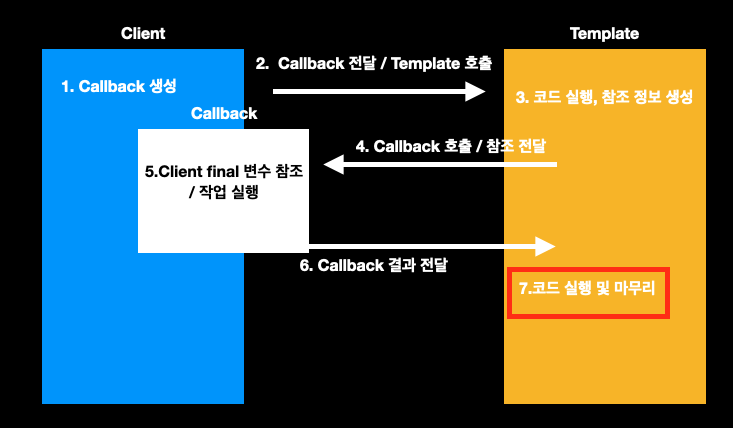 Client
Template
2.  Callback 전달 / Template 호출
1. Callback 생성
3. 코드 실행, 참조 정보 생성
Callback
4. Callback 호출 / 참조 전달
5.Client final 변수 참조
/ 작업 실행
6. Callback 결과 전달
7.코드 실행 및 마무리